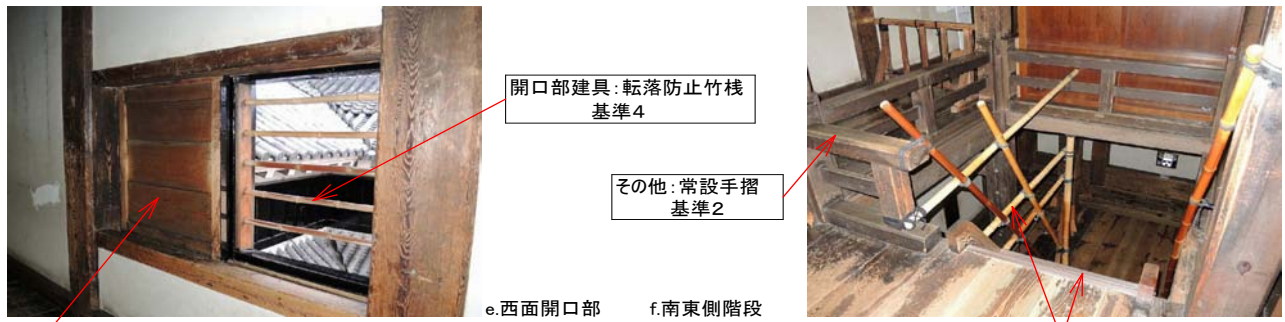 開口部建具：転落防止竹桟
基準4
その他：常設手摺
基準2
e.西面開口部
f.南東側階段